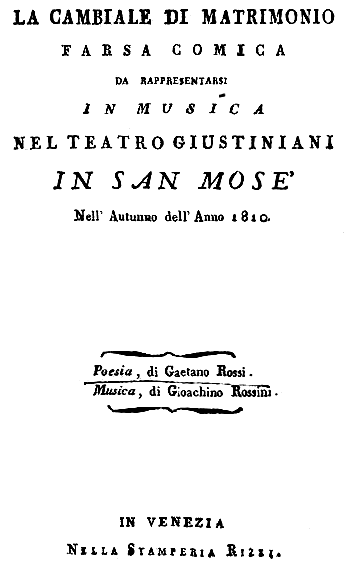 LA CAMBIALE DI MATRIMONIO
FARSA COMICA
DA RAPPRESENTARSI
IN MUSICA
NEL TEATRO GIUSTINIANI
IN SAN MOSE'
Nell' Autunno dell' Anno 1810.
Poesia, di Gaetano Rossi.
Musica, di Gioachino Rossini.
IN VENEZIA
NELLA STAMPERIA RIZZI.